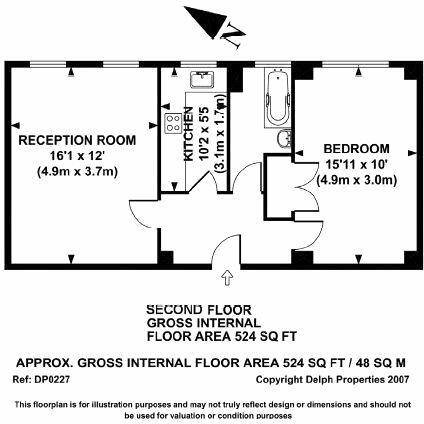 N
RECEPTION ROOM
16'1 x 12'
(4.9m x 3.7m)
KITCHEN
10'2 x 5'5
(3.1m x 1.7m)
BEDROOM
15'11 x 10'
(4.9m x 3.0m)
SECOND FLOOR
GROSS INTERNAL
FLOOR AREA 524 SQ FT
APPROX. GROSS INTERNAL FLOOR AREA 524 SQ FT / 48 SQ M
Ref: DP0227 Copyright Delph Properties 2007
This floorplan is for illustration purposes and may not truly reflect design or dimensions and should not
be used for valuation or condition purposes